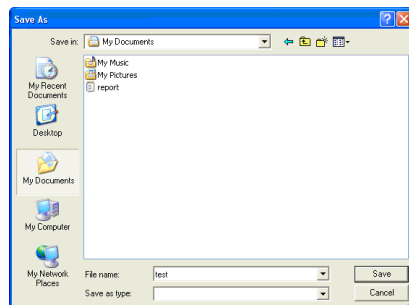 Save As
Save in: My Documents
My Music
My Pictures
report
My Recent
Documents
Desktop
My Documents
My Computer
My Network
Places
File name: test Save
Save as type: Cancel